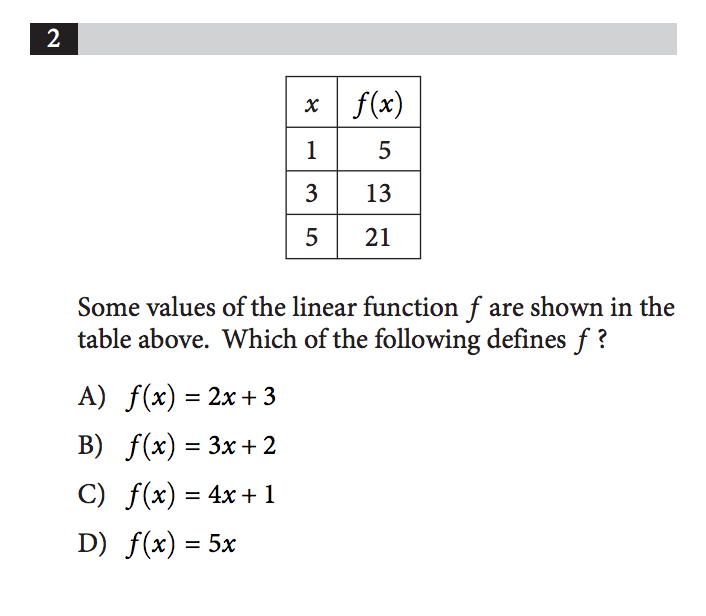 2
x f(x)
1 5
3 13
5 21
Some values of the linear function f are shown in the
table above. Which of the following defines f ?
A) f(x) = 2x + 3
B) f(x) = 3x + 2
C) f(x) = 4x + 1
D) f(x) = 5x